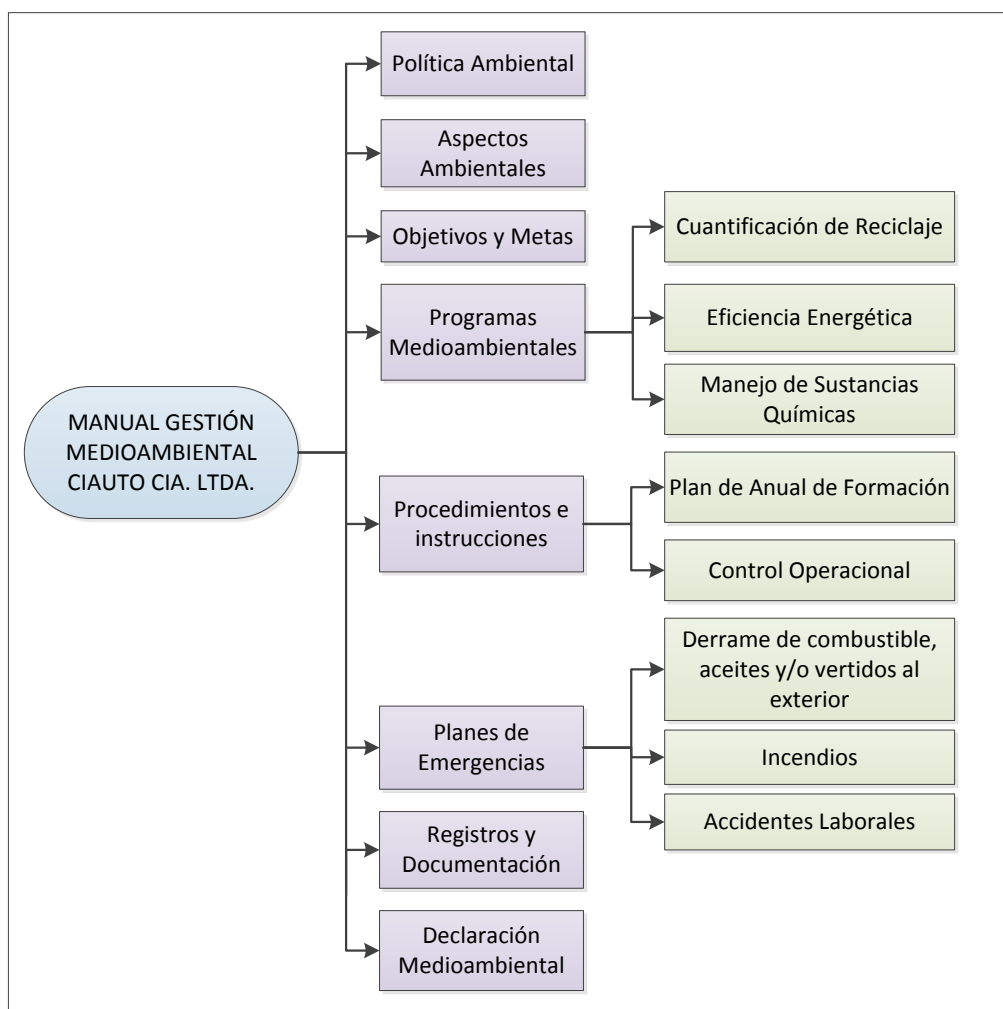 MANUAL GESTIÓN
MEDIOAMBIENTAL
CIAUTO CIA. LTDA.
Política Ambiental
Aspectos
Ambientales
Objetivos y Metas
Programas
Medioambientales
Cuantificación de Reciclaje
Eficiencia Energética
Manejo de Sustancias
Químicas
Procedimientos e
instrucciones
Plan de Anual de Formación
Control Operacional
Planes de
Emergencias
Derrame de combustible,
aceites y/o vertidos al
exterior
Incendios
Accidentes Laborales
Registros y
Documentación
Declaración
Medioambiental